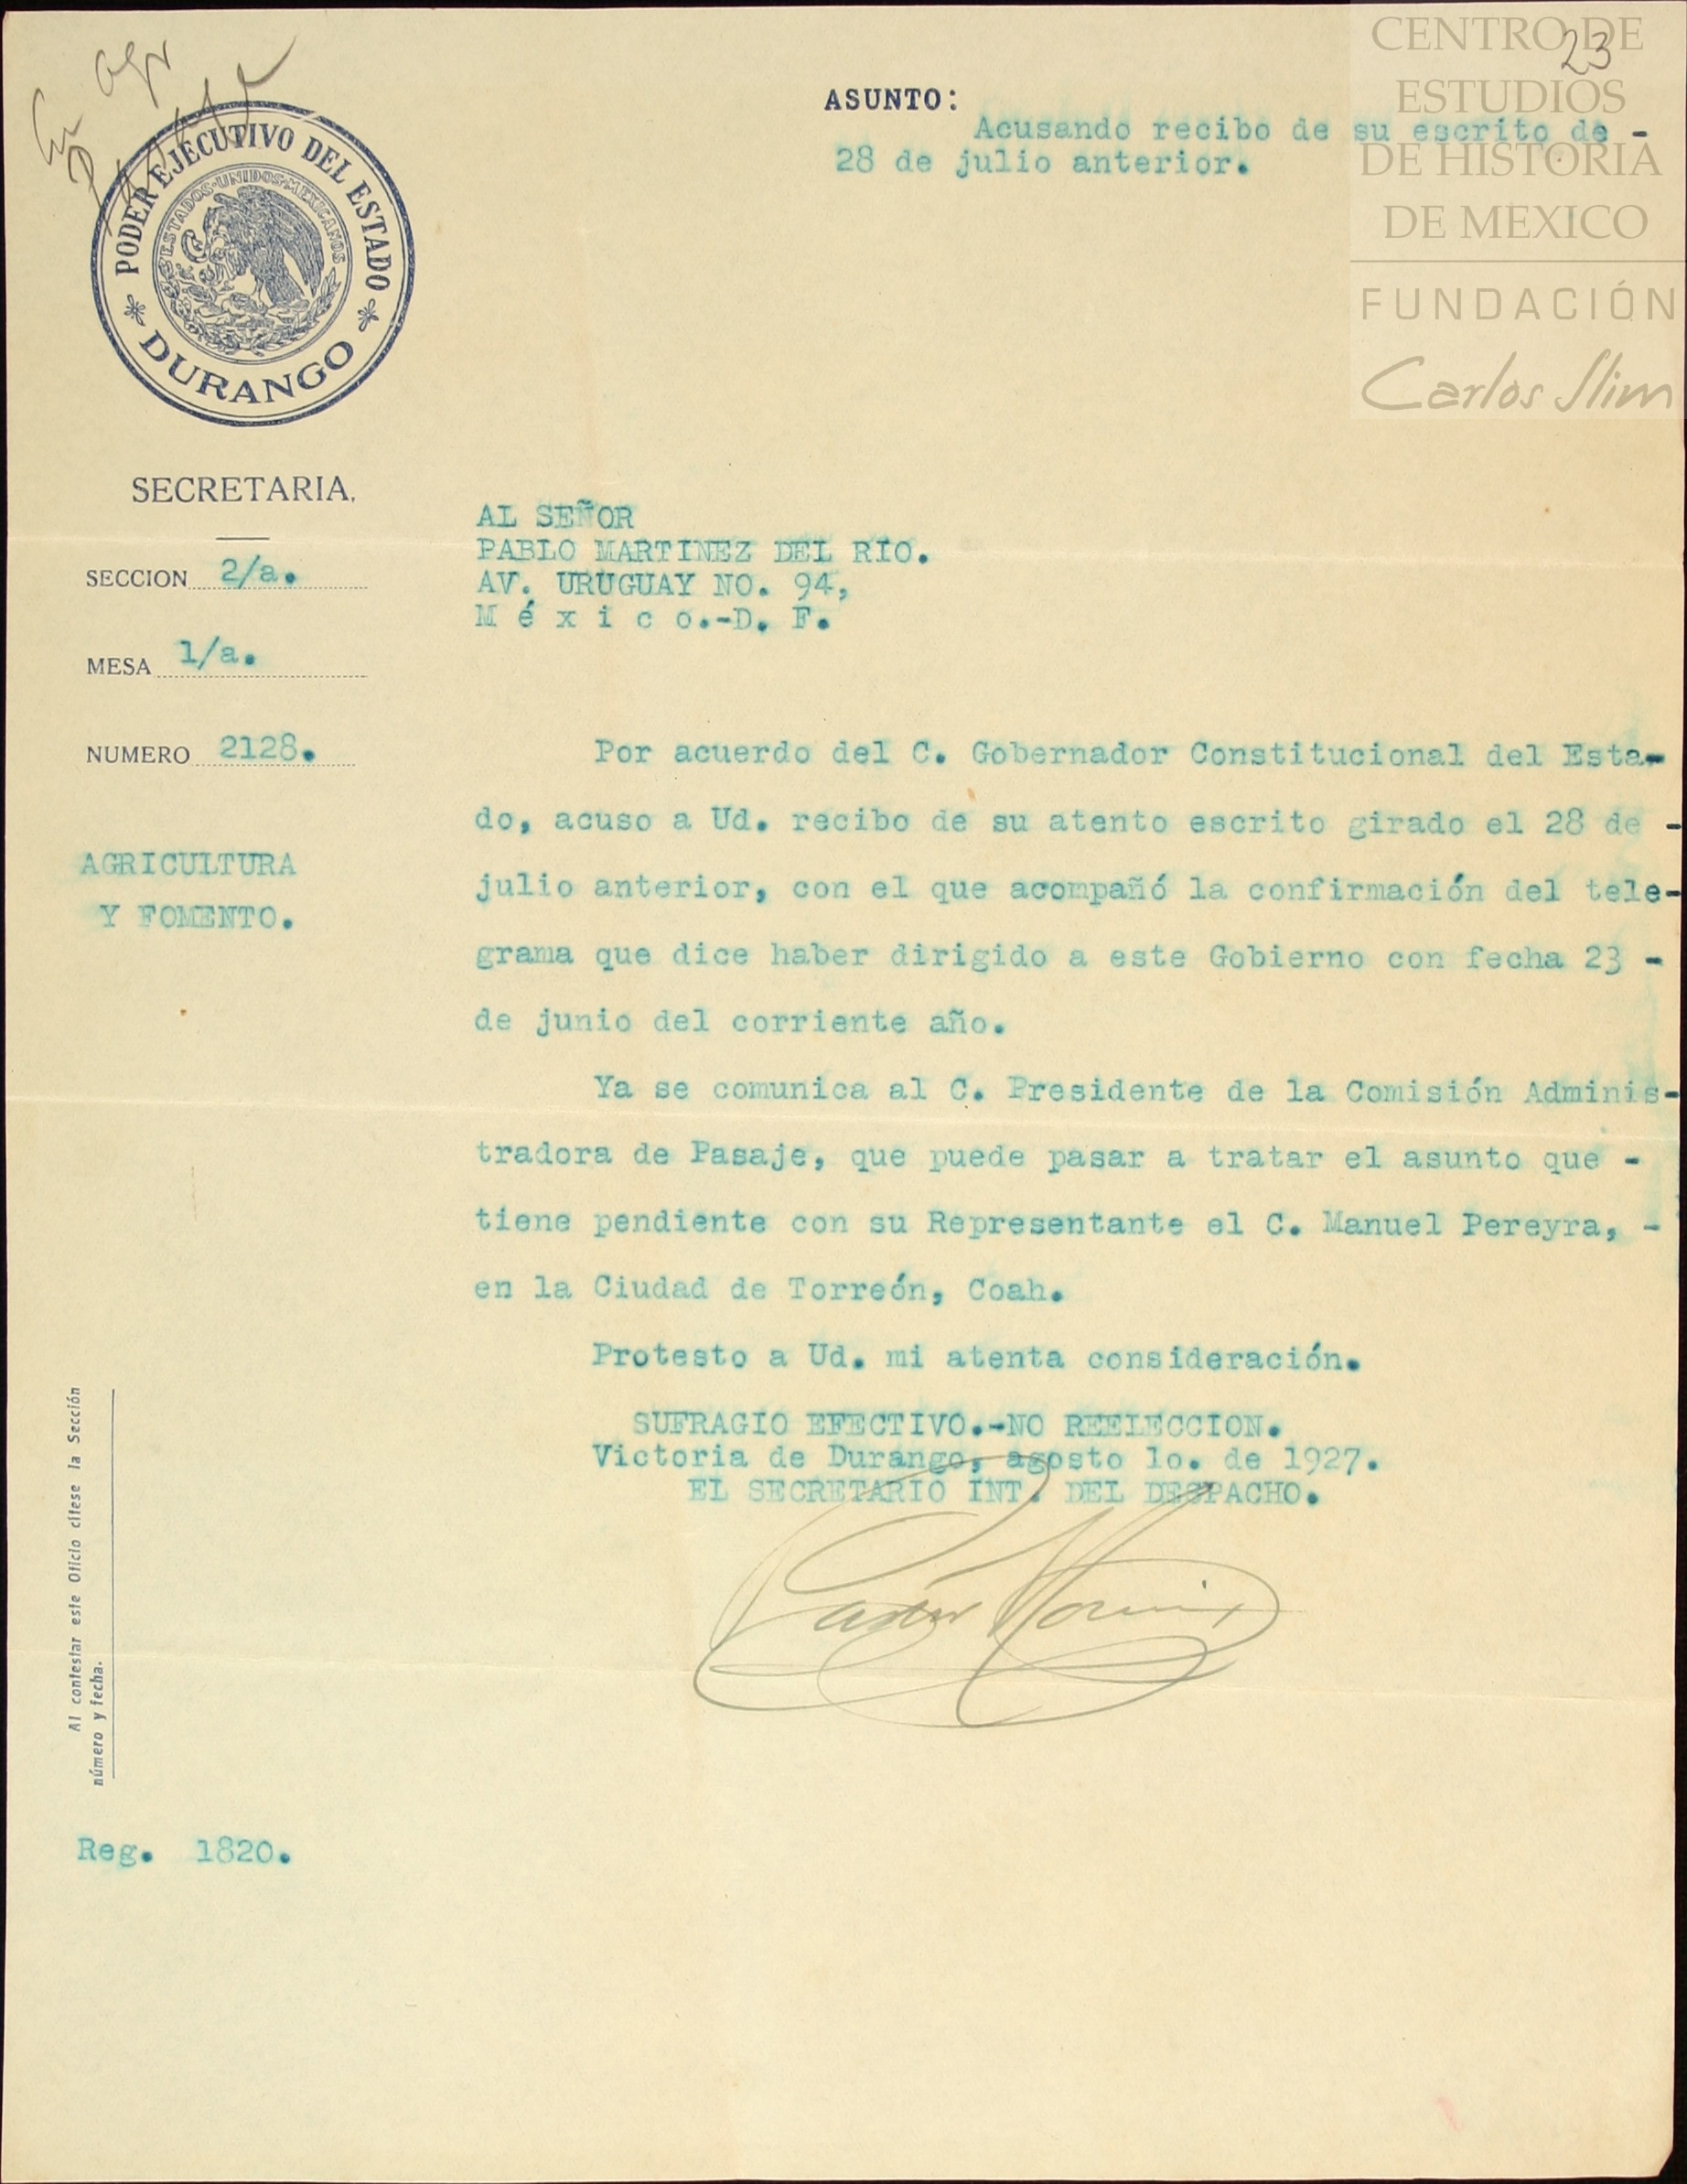 23
CENTRO DE
ESTUDIOS
DE HISTORIA
DE MEXICO
FUNDACIÓN
Carlos Slim
PODER EJECUTIVO DEL ESTADO
DURANGO
ESTADOS·UNIDOS·MEXICANOS
ASUNTO:
Acusando recibo de su escrito de -
28 de julio anterior.
SECRETARIA.
SECCION 2/a.
MESA 1/a.
NUMERO 2128.
AGRICULTURA
Y FOMENTO.
AL SEÑOR
PABLO MARTINEZ DEL RIO.
AV. URUGUAY NO. 94,
M é x i c o.-D. F.
Por acuerdo del C. Gobernador Constitucional del Esta-
do, acuso a Ud. recibo de su atento escrito girado el 28 de -
julio anterior, con el que acompañó la confirmación del tele-
grama que dice haber dirigido a este Gobierno con fecha 23 -
de junio del corriente año.
Ya se comunica al C. Presidente de la Comisión Adminis-
tradora de Pasaje, que puede pasar a tratar el asunto que -
tiene pendiente con su Representante el C. Manuel Pereyra, -
en la Ciudad de Torreón, Coah.
Protesto a Ud. mi atenta consideración.
SUFRAGIO EFECTIVO.-NO REELECCION.
Victoria de Durango, agosto 1o. de 1927.
EL SECRETARIO INT. DEL DESPACHO.
Al contestar este Oficio cítese la Sección
número y fecha.
Reg. 1820.